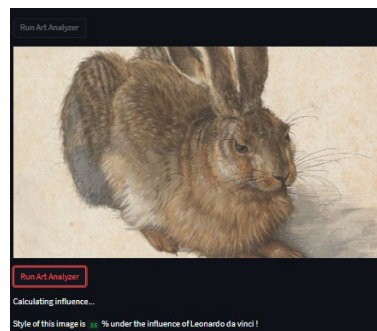 Run Art Analyzer
Run Art Analyzer
Calculating influence...
Style of this image is 35 % under the influence of Leonardo da vinci !